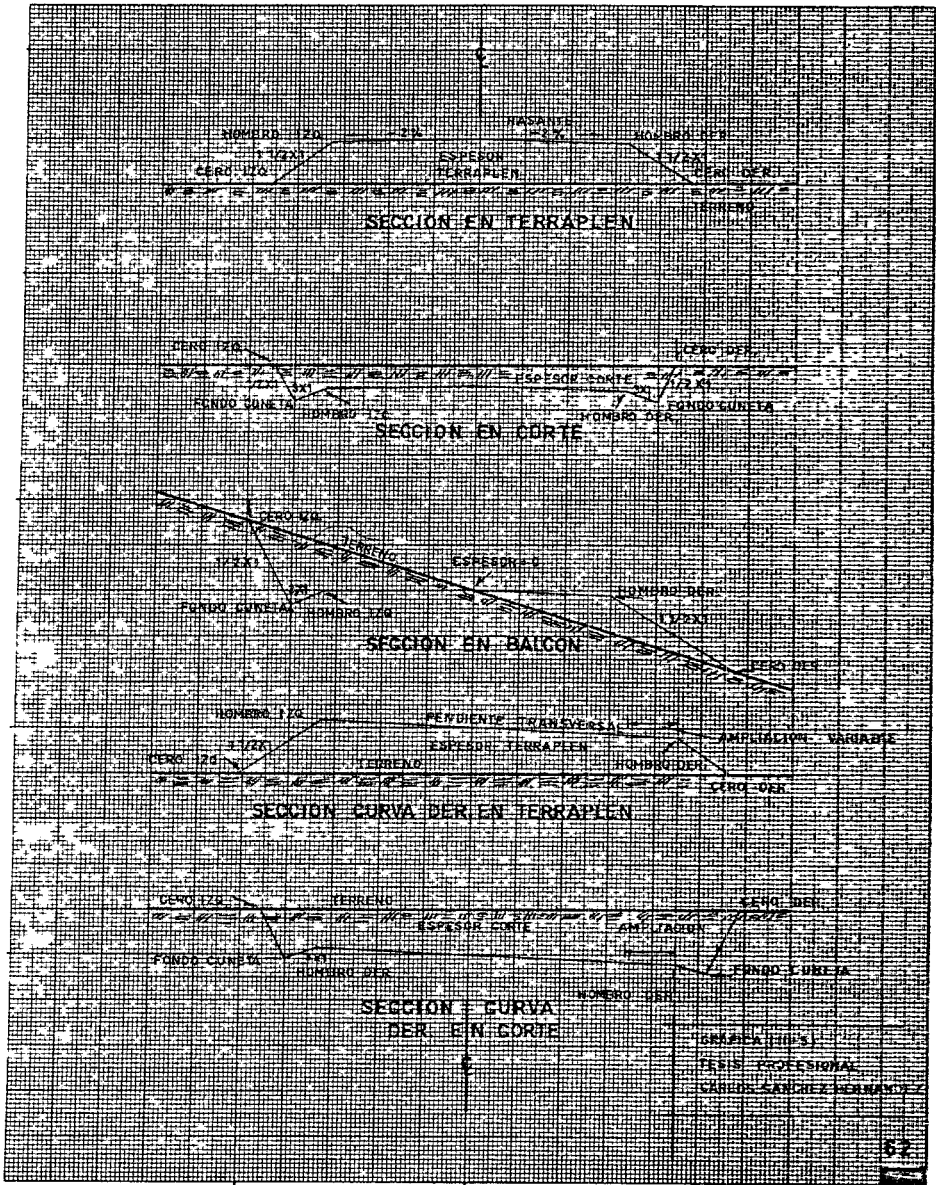 ℄
RASANTE
HOMBRO IZQ. -2% -2% HOMBRO DER.
1 1/2X1 ESPESOR TERRAPLEN 1 1/2X1
CERO IZQ. CERO DER.
TERRENO
SECCION EN TERRAPLEN
CERO IZQ. CERO DER.
1/2X1 3X1 ESPESOR CORTE 3X1 1/2X1
FONDO CUNETA HOMBRO IZQ. HOMBRO DER. FONDO CUNETA
SECCION EN CORTE
CERO IZQ.
TERRENO
1/2X1 ESPESOR=0
3X1 HOMBRO DER.
FONDO CUNETA HOMBRO IZQ. 1 1/2X1
SECCION EN BALCON
CERO DER.
HOMBRO IZQ. PENDIENTE TRANSVERSAL
AMPLIACION VARIABLE
1 1/2X1 ESPESOR TERRAPLEN
CERO IZQ. TERRENO HOMBRO DER.
CERO DER.
SECCION CURVA DER. EN TERRAPLEN
CERO IZQ. TERRENO CERO DER.
ESPESOR CORTE AMPLIACION
FONDO CUNETA 3X1 FONDO CUNETA
HOMBRO DER.
HOMBRO DER.
SECCION CURVA
DER. EN CORTE
℄
GRAFICA (III-5)
TESIS PROFESIONAL
CARLOS SANCHEZ HERNANDEZ
62